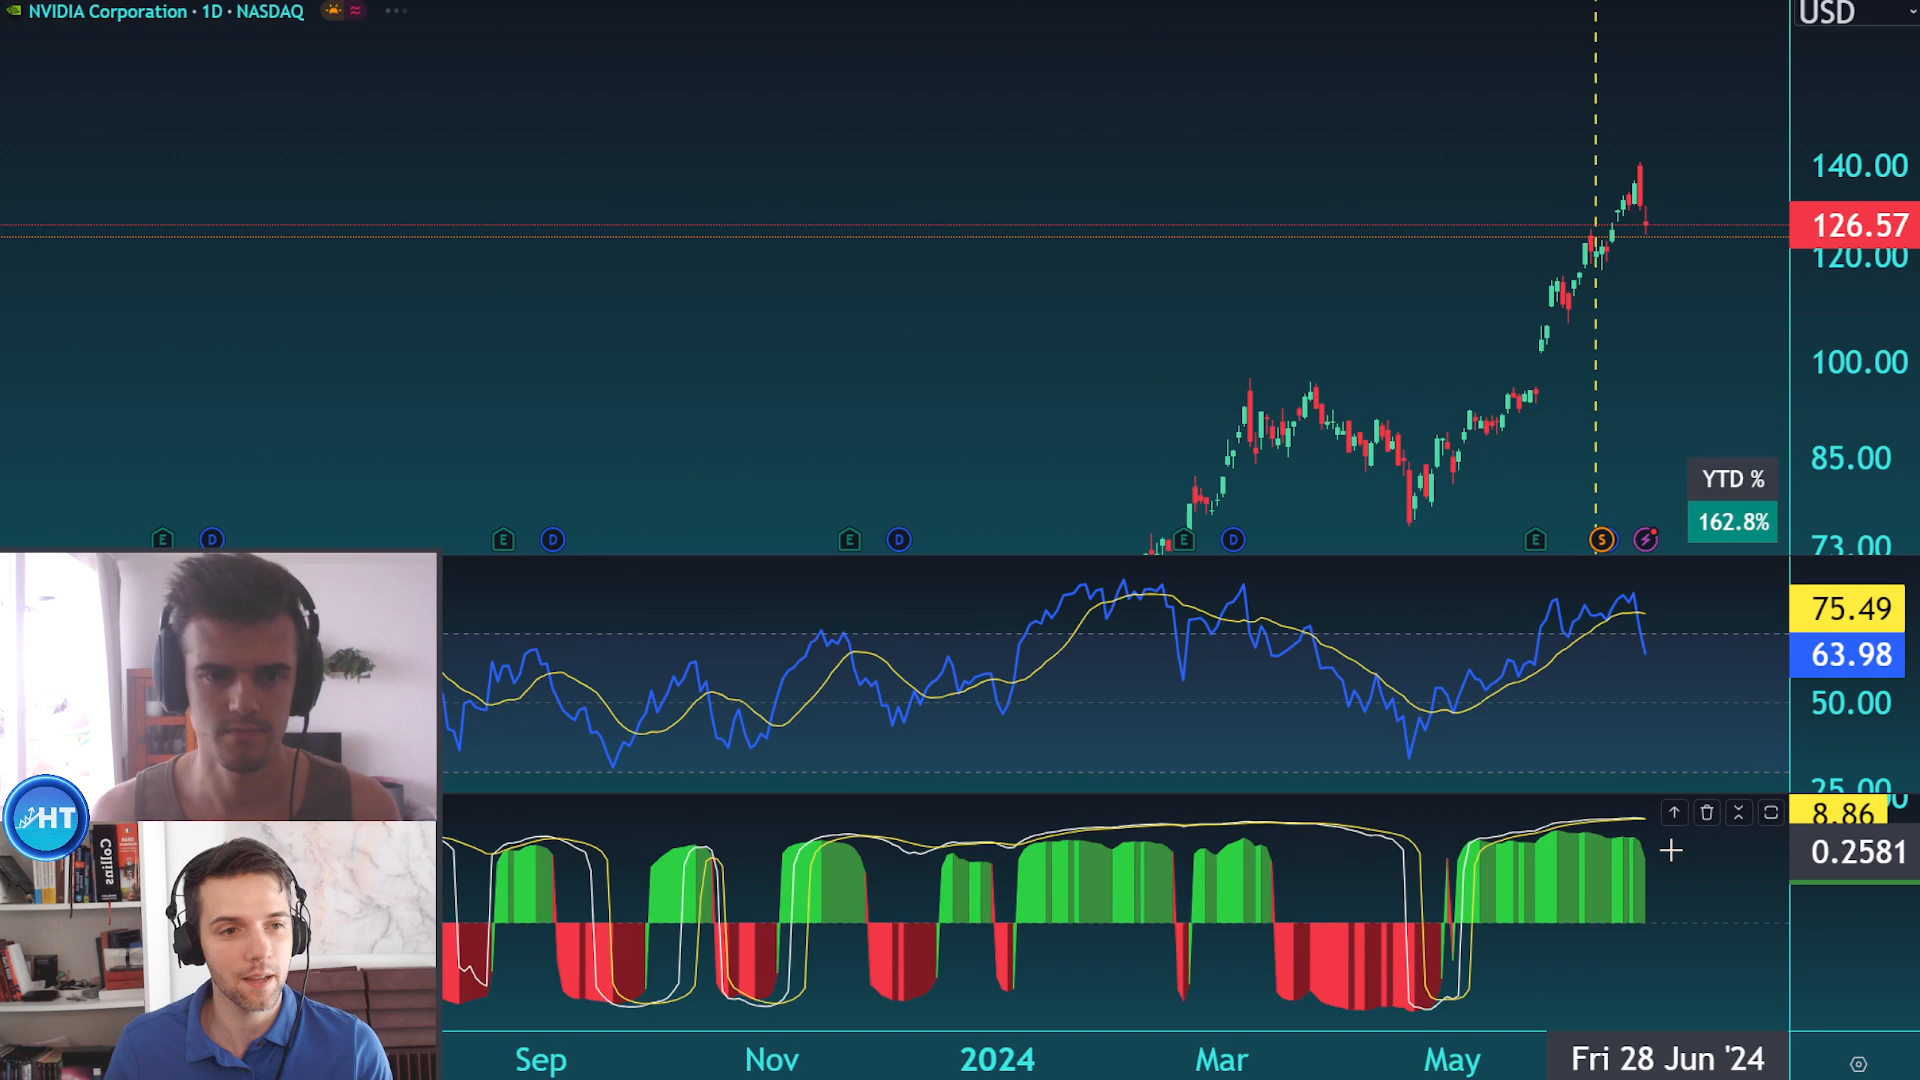 NVIDIA Corporation · 1D · NASDAQ
USD
140.00
126.57
120.00
100.00
85.00
YTD %
162.8%
73.00
E D E D E D E D E S
75.49
63.98
50.00
25.00
HT
8.86
0.2581
Collins
Sep Nov 2024 Mar May Fri 28 Jun '24